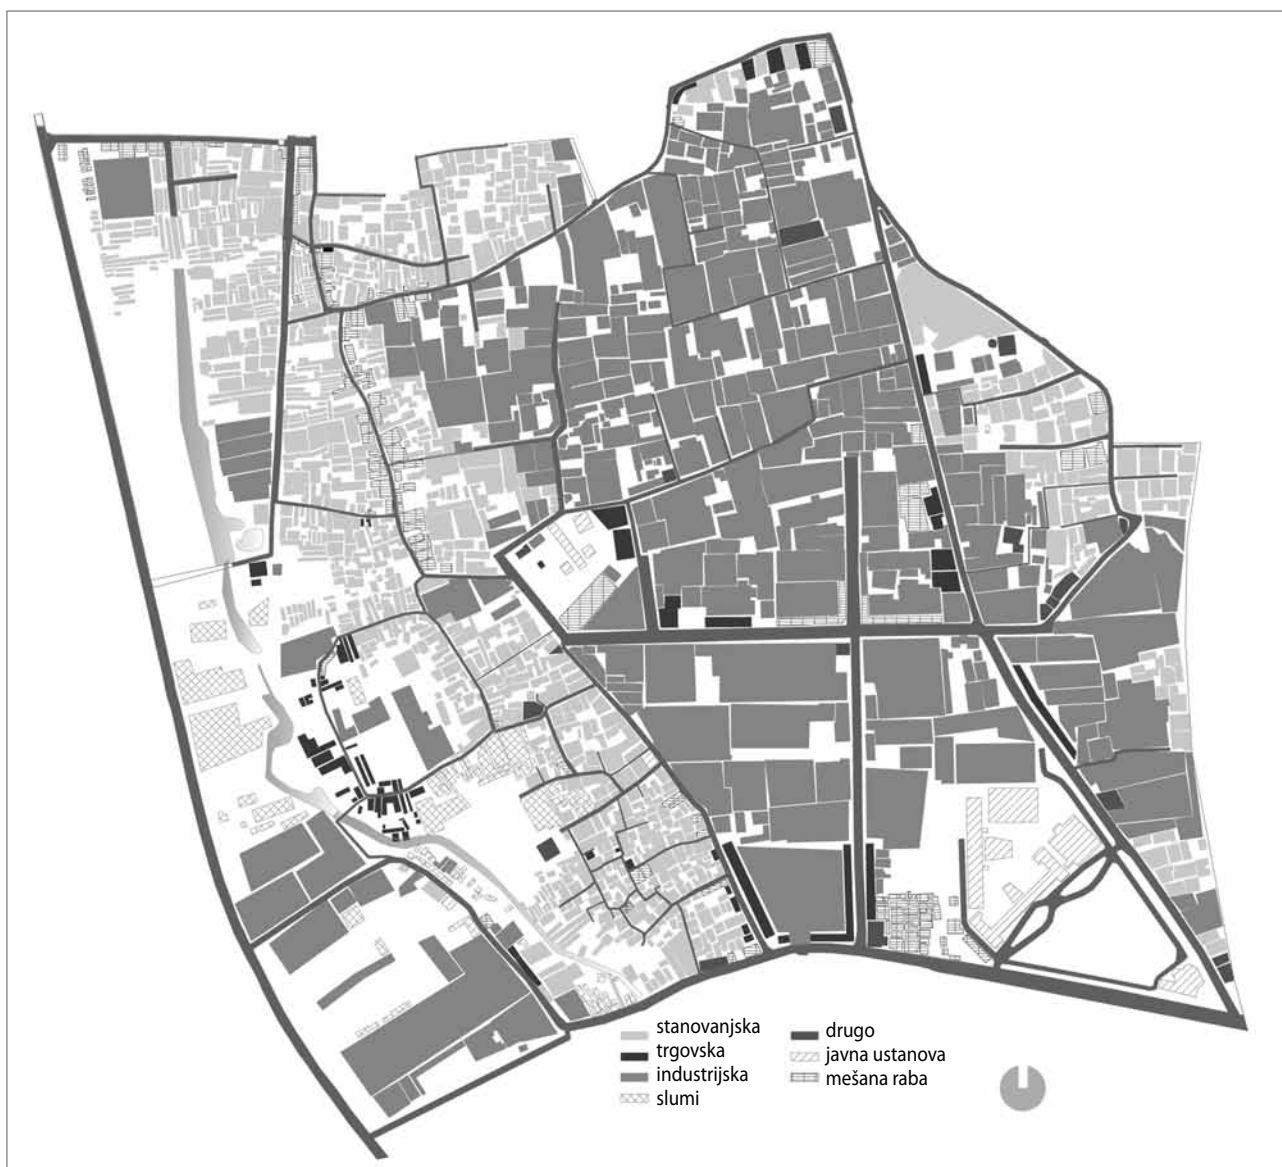 stanovanjska
trgovska
industrijska
slumi
drugo
javna ustanova
mešana raba